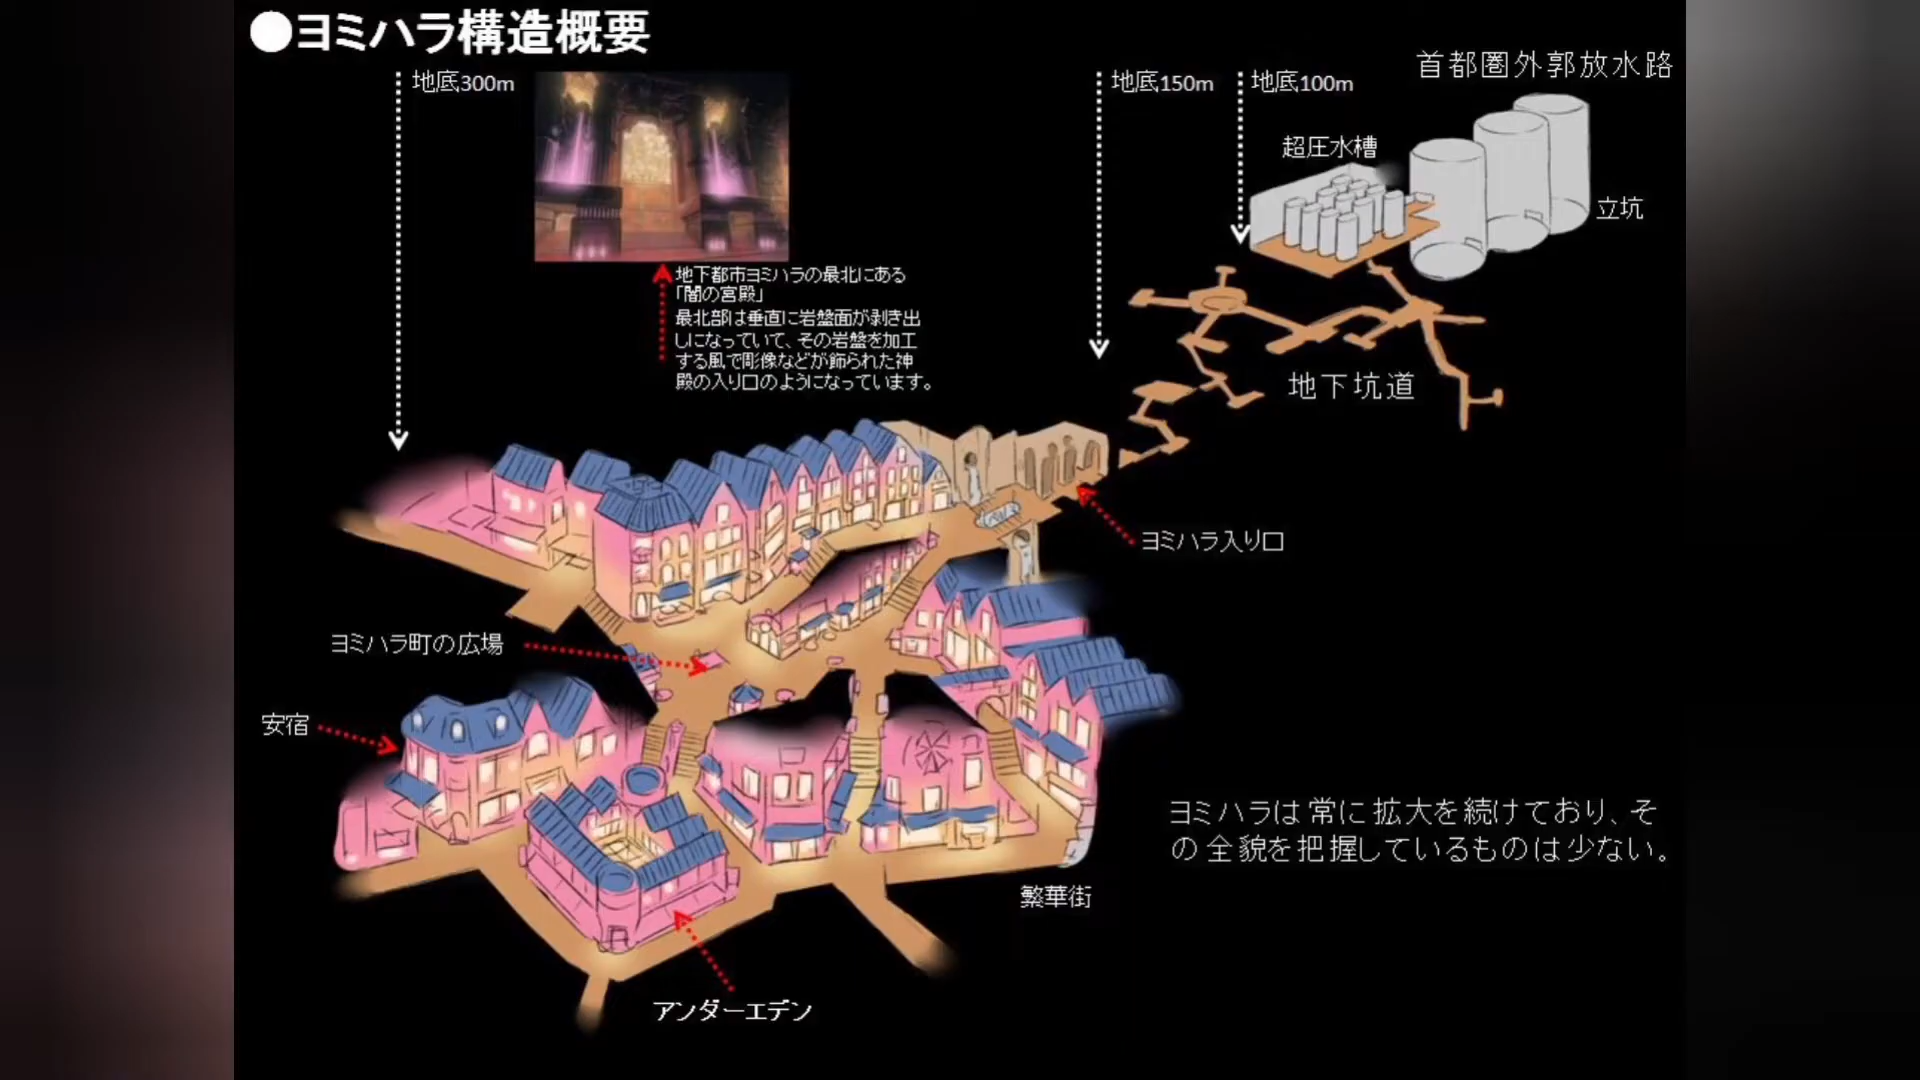 ●ヨミハラ構造概要
地底300m
地底150m
地底100m
首都圏外郭放水路
超圧水槽
立坑
地下都市ヨミハラの最北にある
「闇の宮殿」
最北部は垂直に岩盤面が剥き出
しになっていて、その岩盤を加工
する風で彫像などが飾られた神
殿の入り口のようになっています。
地下坑道
ヨミハラ入り口
ヨミハラ町の広場
安宿
ヨミハラは常に拡大を続けており、そ
の全貌を把握しているものは少ない。
繁華街
アンダーエデン